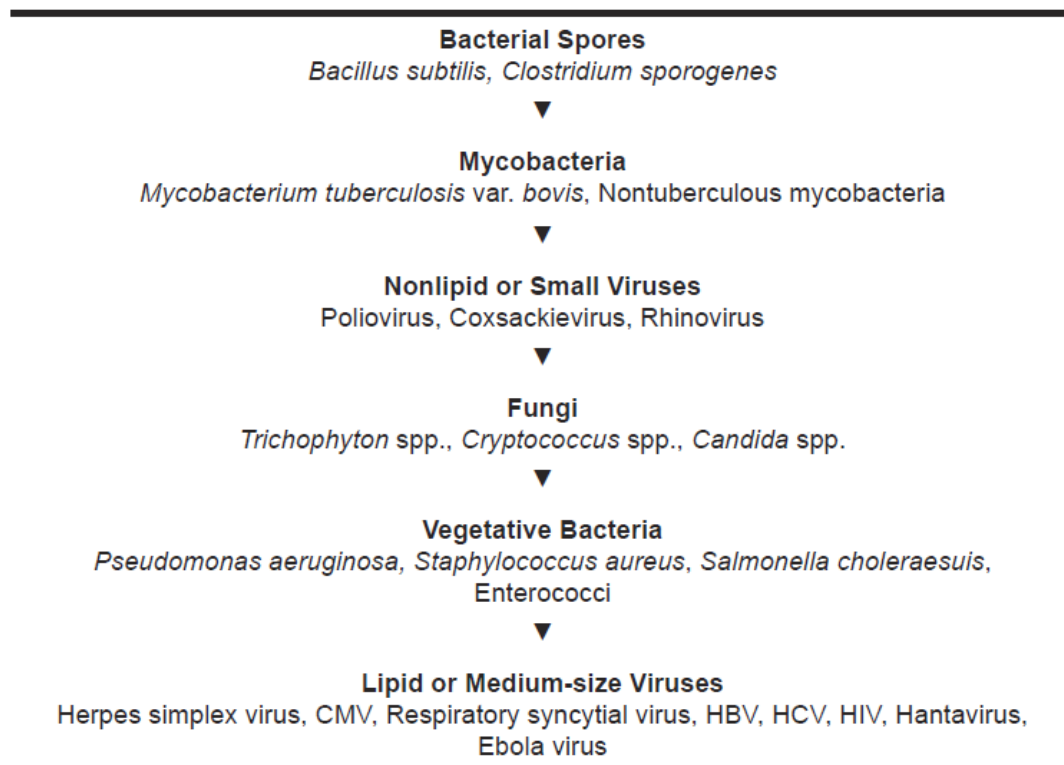 Bacterial Spores
Bacillus subtilis, Clostridium sporogenes
▼
Mycobacteria
Mycobacterium tuberculosis var. bovis, Nontuberculous mycobacteria
▼
Nonlipid or Small Viruses
Poliovirus, Coxsackievirus, Rhinovirus
▼
Fungi
Trichophyton spp., Cryptococcus spp., Candida spp.
▼
Vegetative Bacteria
Pseudomonas aeruginosa, Staphylococcus aureus, Salmonella choleraesuis,
Enterococci
▼
Lipid or Medium-size Viruses
Herpes simplex virus, CMV, Respiratory syncytial virus, HBV, HCV, HIV, Hantavirus,
Ebola virus